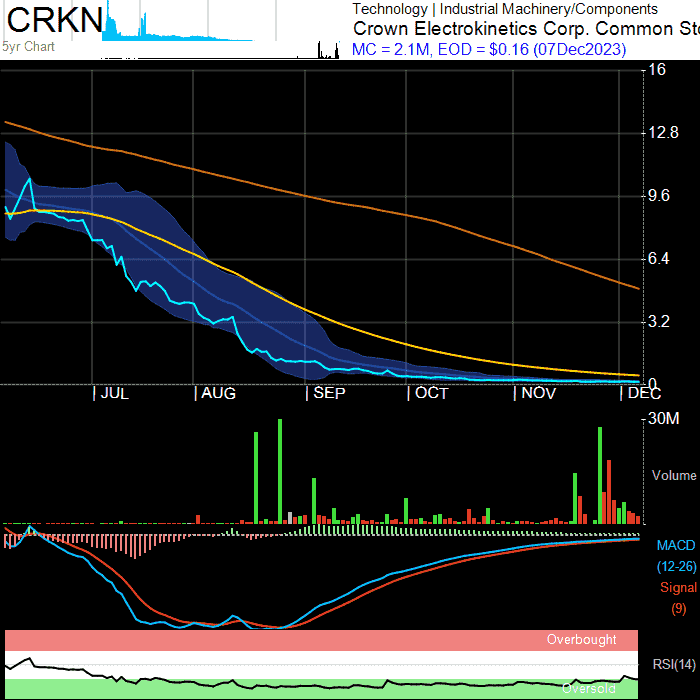 CRKN
5yr Chart
Technology | Industrial Machinery/Components
Crown Electrokinetics Corp. Common Sto
MC = 2.1M, EOD = $0.16 (07Dec2023)
16
12.8
9.6
6.4
3.2
0
JUL
AUG
SEP
OCT
NOV
DEC
30M
Volume
MACD
(12-26)
Signal
(9)
Overbought
RSI(14)
Oversold